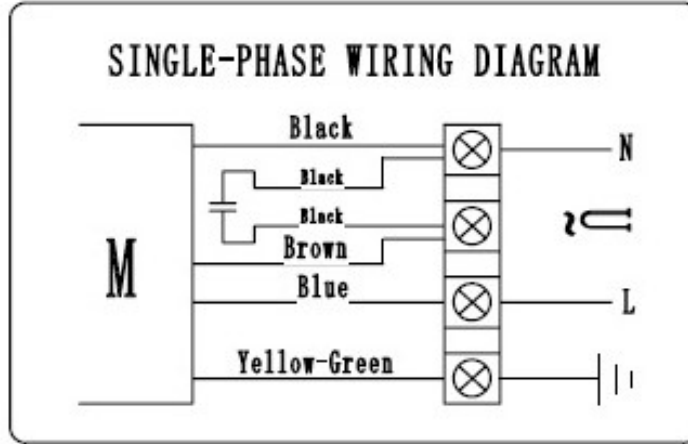 SINGLE-PHASE WIRING DIAGRAM
Black
N
Black
Black
M
Brown
Blue
L
Yellow-Green